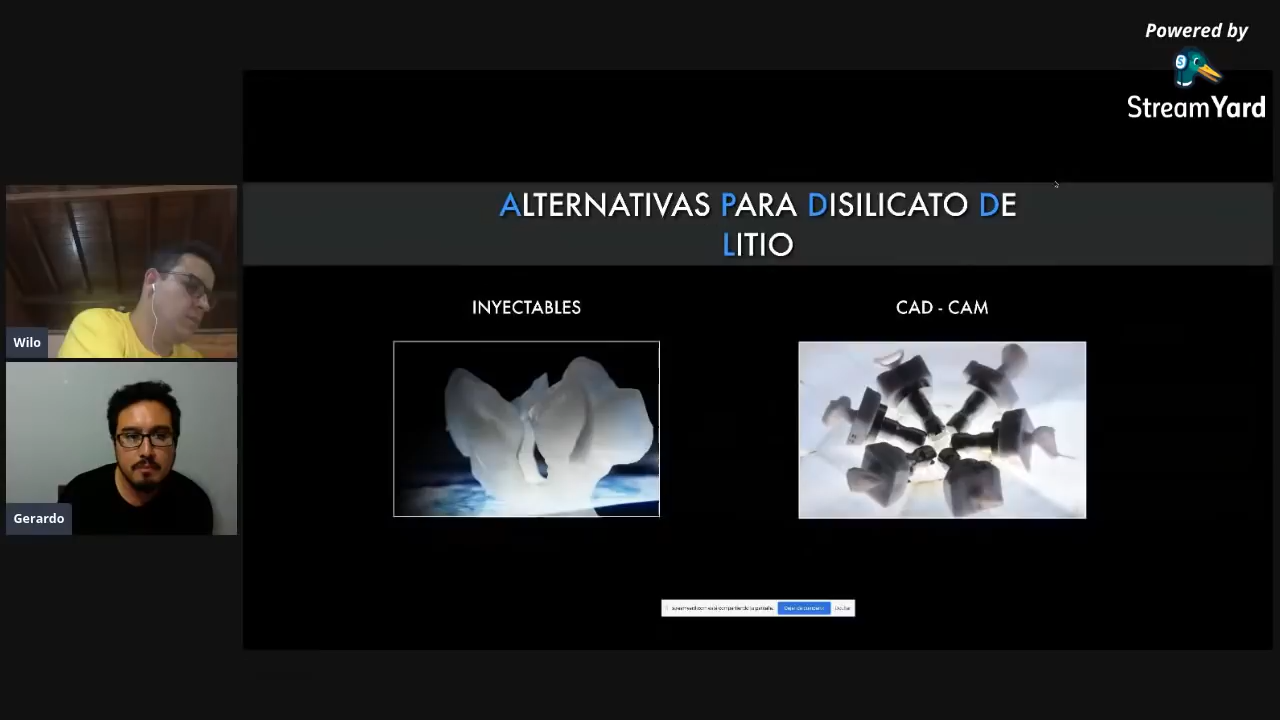 Powered by
StreamYard
ALTERNATIVAS PARA DISILICATO DE
LITIO
INYECTABLES
CAD - CAM
Wilo
Gerardo